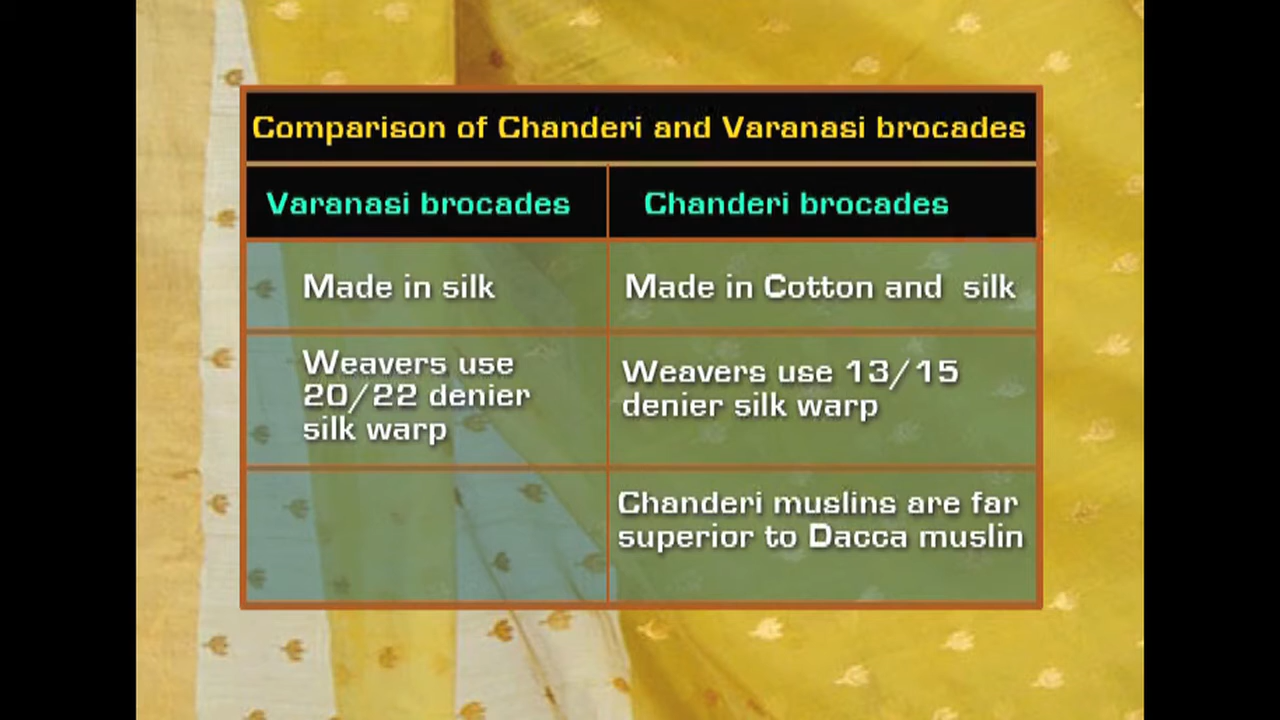 Comparison of Chanderi and Varanasi brocades
Varanasi brocades
Chanderi brocades
Made in silk
Made in Cotton and silk
Weavers use
20/22 denier
silk warp
Weavers use 13/15
denier silk warp
Chanderi muslins are far
superior to Dacca muslin